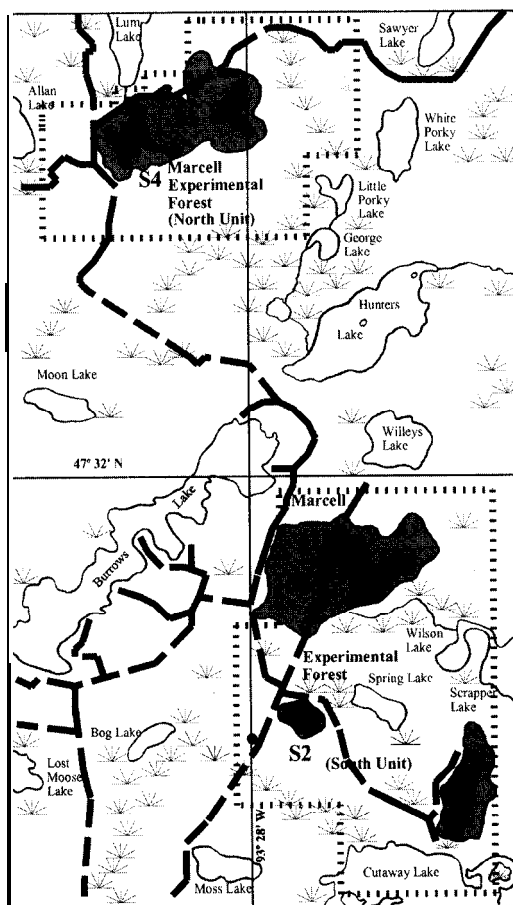 Lum
Lake
Sawyer
Lake
Allan
Lake
White
Porky
Lake
S4
Marcell
Experimental
Forest
(North Unit)
Little
Porky
Lake
George
Lake
Hunters
Lake
Moon Lake
Willeys
Lake
47° 32' N
Marcell
Burrows
Lake
Wilson
Lake
Experimental
Forest
Spring Lake
Scrapper
Lake
Bog Lake
S2
(South Unit)
Lost
Moose
Lake
93° 28' W
Moss Lake
Cutaway Lake